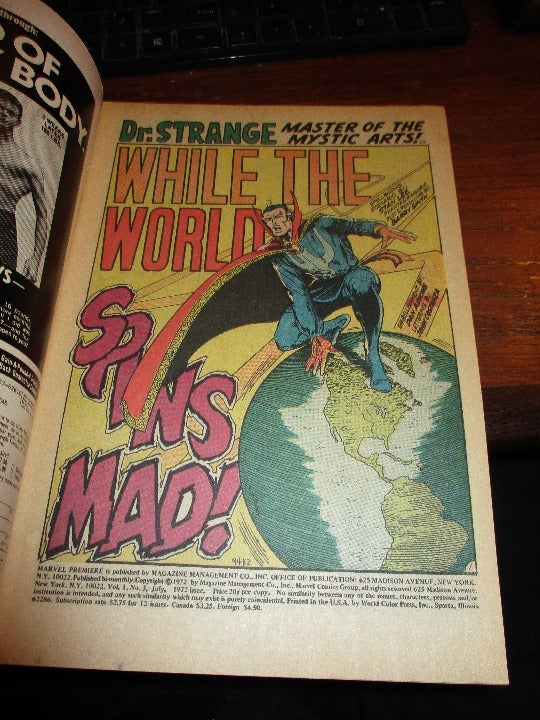 through:
OF
BODY
Dr. STRANGE MASTER OF THE
MYSTIC ARTS!
WHILE THE
WORLD
SPINS
MAD!
MARVEL PREMIERE is published by MAGAZINE MANAGEMENT CO., INC. OFFICE OF PUBLICATION: 625 MADISON AVENUE, NEW YORK,
N.Y. 10022. Published bi-monthly. Copyright ©1972 by Magazine Management Co., Inc., Marvel Comics Group, all rights reserved 625 Madison Avenue,
New York, N.Y. 10022. Vol. 1, No. 3, July, 1972 issue. Price 20¢ per copy. No similarity between any of the names, characters, persons and/or
institution is intended, and any such similarity which may exist is purely coincidental. Printed in the U.S.A. by World Color Press, Inc., Sparta, Illinois
62286. Subscription rate $2.75 for 12 issues. Canada $3.25. Foreign $4.50.